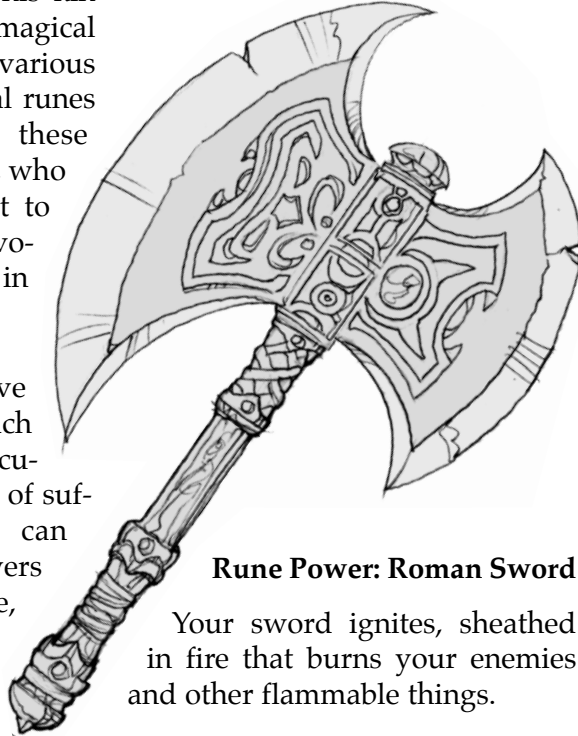 magical
various
al runes
these
who
t to
vo-
in
ve
ch
cu-
of suf-
can
vers
e,
Rune Power: Roman Sword
Your sword ignites, sheathed
in fire that burns your enemies
and other flammable things.